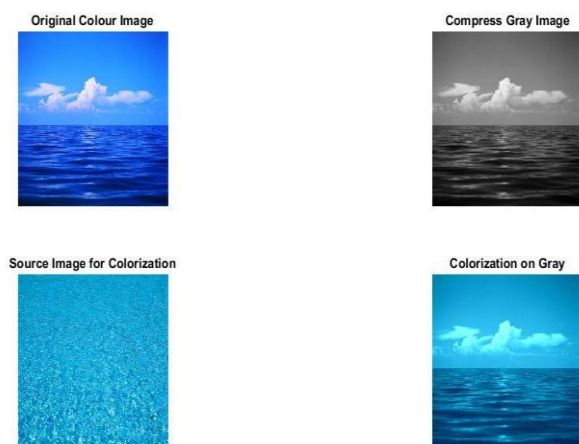 Original Colour Image
Compress Gray Image
Source Image for Colorization
Colorization on Gray